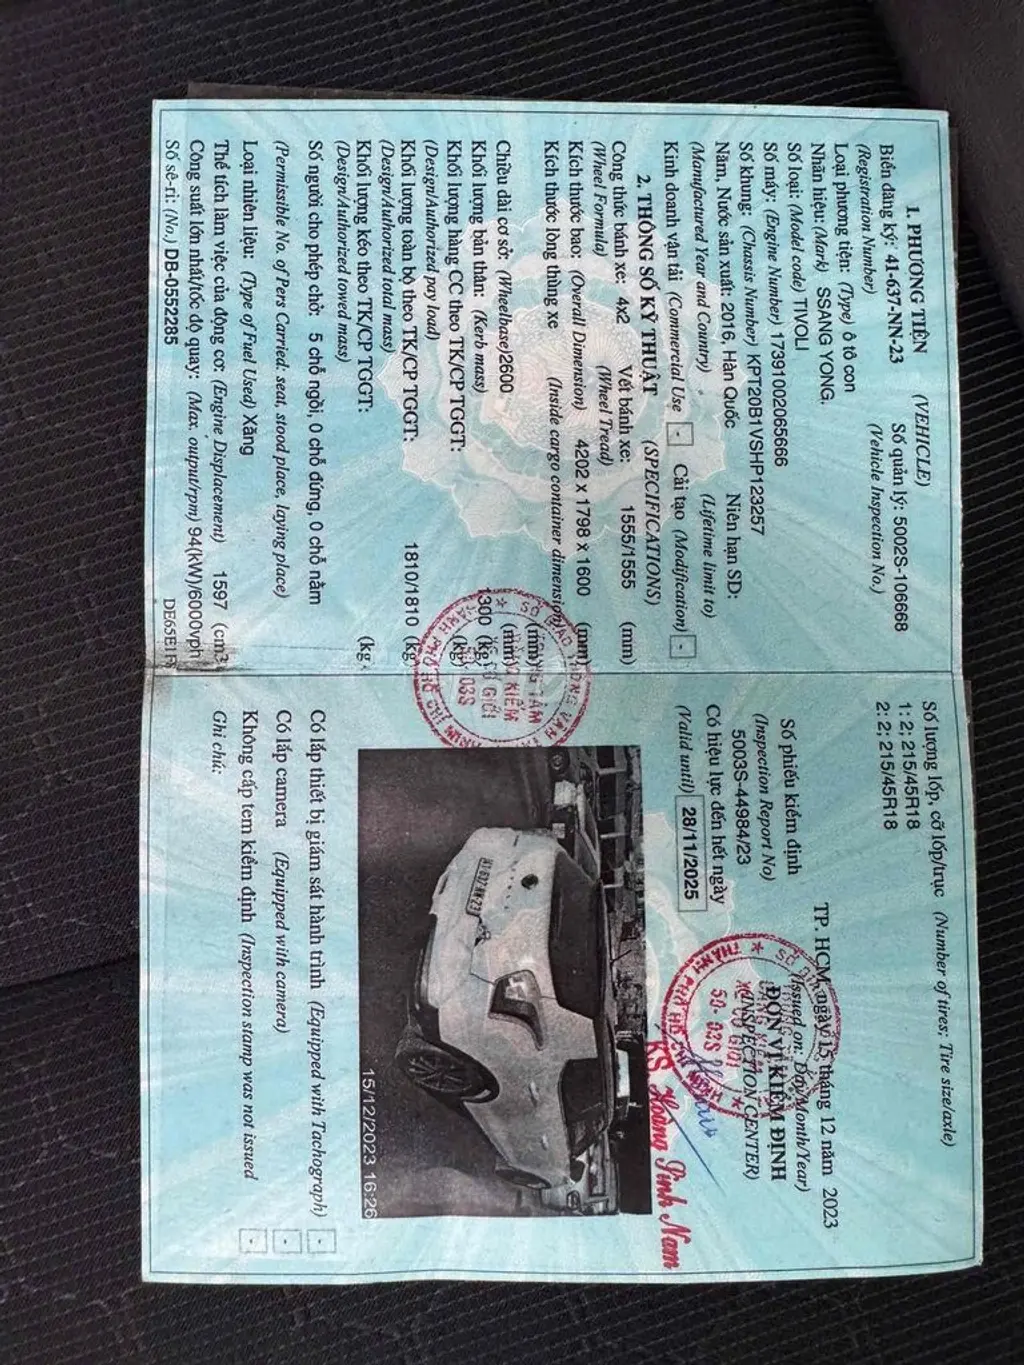 1. PHƯƠNG TIỆN (VEHICLE)
Biển đăng ký: 41-637-NN-23 Số quản lý: 5002S-106668
(Registration Number) (Vehicle Inspection No.)
Loại phương tiện: (Type) ô tô con
Nhãn hiệu: (Mark) SSANG YONG.
Số loại: (Model code) TIVOLI
Số máy: (Engine Number) 17391002065666
Số khung: (Chassis Number) KPT20B1VSHP123257
Năm, Nước sản xuất: 2016, Hàn Quốc Niên hạn SD:
(Manufactured Year and Country) (Lifetime limit to)
Kinh doanh vận tải (Commercial Use) - Cải tạo (Modification) -
2. THÔNG SỐ KỸ THUẬT (SPECIFICATIONS)
Công thức bánh xe: 4x2 Vết bánh xe: 1555/1555 (mm)
(Wheel Formula) (Wheel Tread)
Kích thước bao: (Overall Dimension) 4202 x 1798 x 1600 (mm)
Kích thước lòng thùng xe (Inside cargo container dimension) (mm)
Chiều dài cơ sở: (Wheelbase) 2600 (mm)
Khối lượng bản thân: (Kerb mass) 1300 (kg)
Khối lượng hàng CC theo TK/CP TGGT: (kg)
(Design/Authorized pay load)
Khối lượng toàn bộ theo TK/CP TGGT: 1810/1810 (kg)
(Design/Authorized total mass)
Khối lượng kéo theo TK/CP TGGT: (kg
(Design/Authorized towed mass)
Số người cho phép chở: 5 chỗ ngồi, 0 chỗ đứng, 0 chỗ nằm
(Permissible No. of Pers Carried: seat, stood place, laying place)
Loại nhiên liệu: (Type of Fuel Used) Xăng
Thể tích làm việc của động cơ: (Engine Displacement) 1597 (cm3
Công suất lớn nhất/tốc độ quay: (Max. output/rpm) 94(kW)/6000vph
Số sê-ri: (No.) DB-0552285
Số lượng lốp, cỡ lốp/trục (Number of tires; Tire size/axle)
1: 2; 215/45R18
2: 2; 215/45R18
TP. HCM, ngày 15 tháng 12 năm 2023
(Issued on: Day/Month/Year)
Số phiếu kiểm định ĐƠN VỊ KIỂM ĐỊNH
(Inspection Report No) (INSPECTION CENTER)
5003S-44984/23
Có hiệu lực đến hết ngày
(Valid until) 28/11/2025
50-03S
41-637-NN-23
15/12/2023 16:26
Có lắp thiết bị giám sát hành trình (Equipped with Tachograph) -
Có lắp camera (Equipped with camera) -
Không cấp tem kiểm định (Inspection stamp was not issued -
Ghi chú: